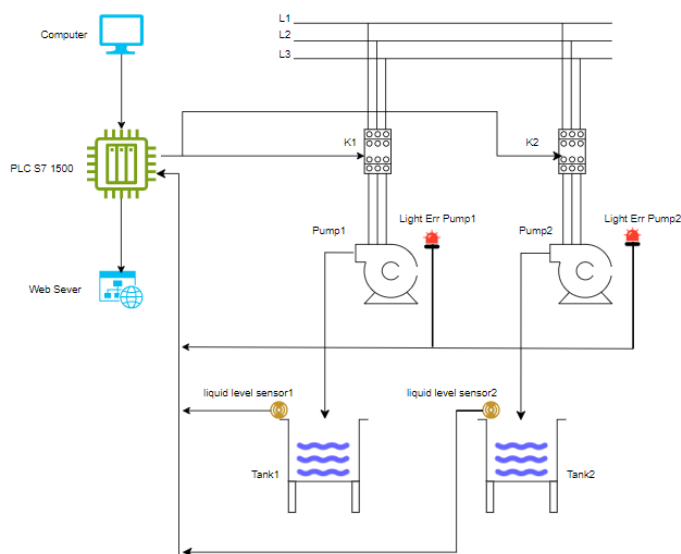 Computer
L1
L2
L3
K1
K2
PLC S7 1500
Light Err Pump1
Light Err Pump2
Pump1
Pump2
Web Sever
liquid level sensor1
liquid level sensor2
Tank1
Tank2